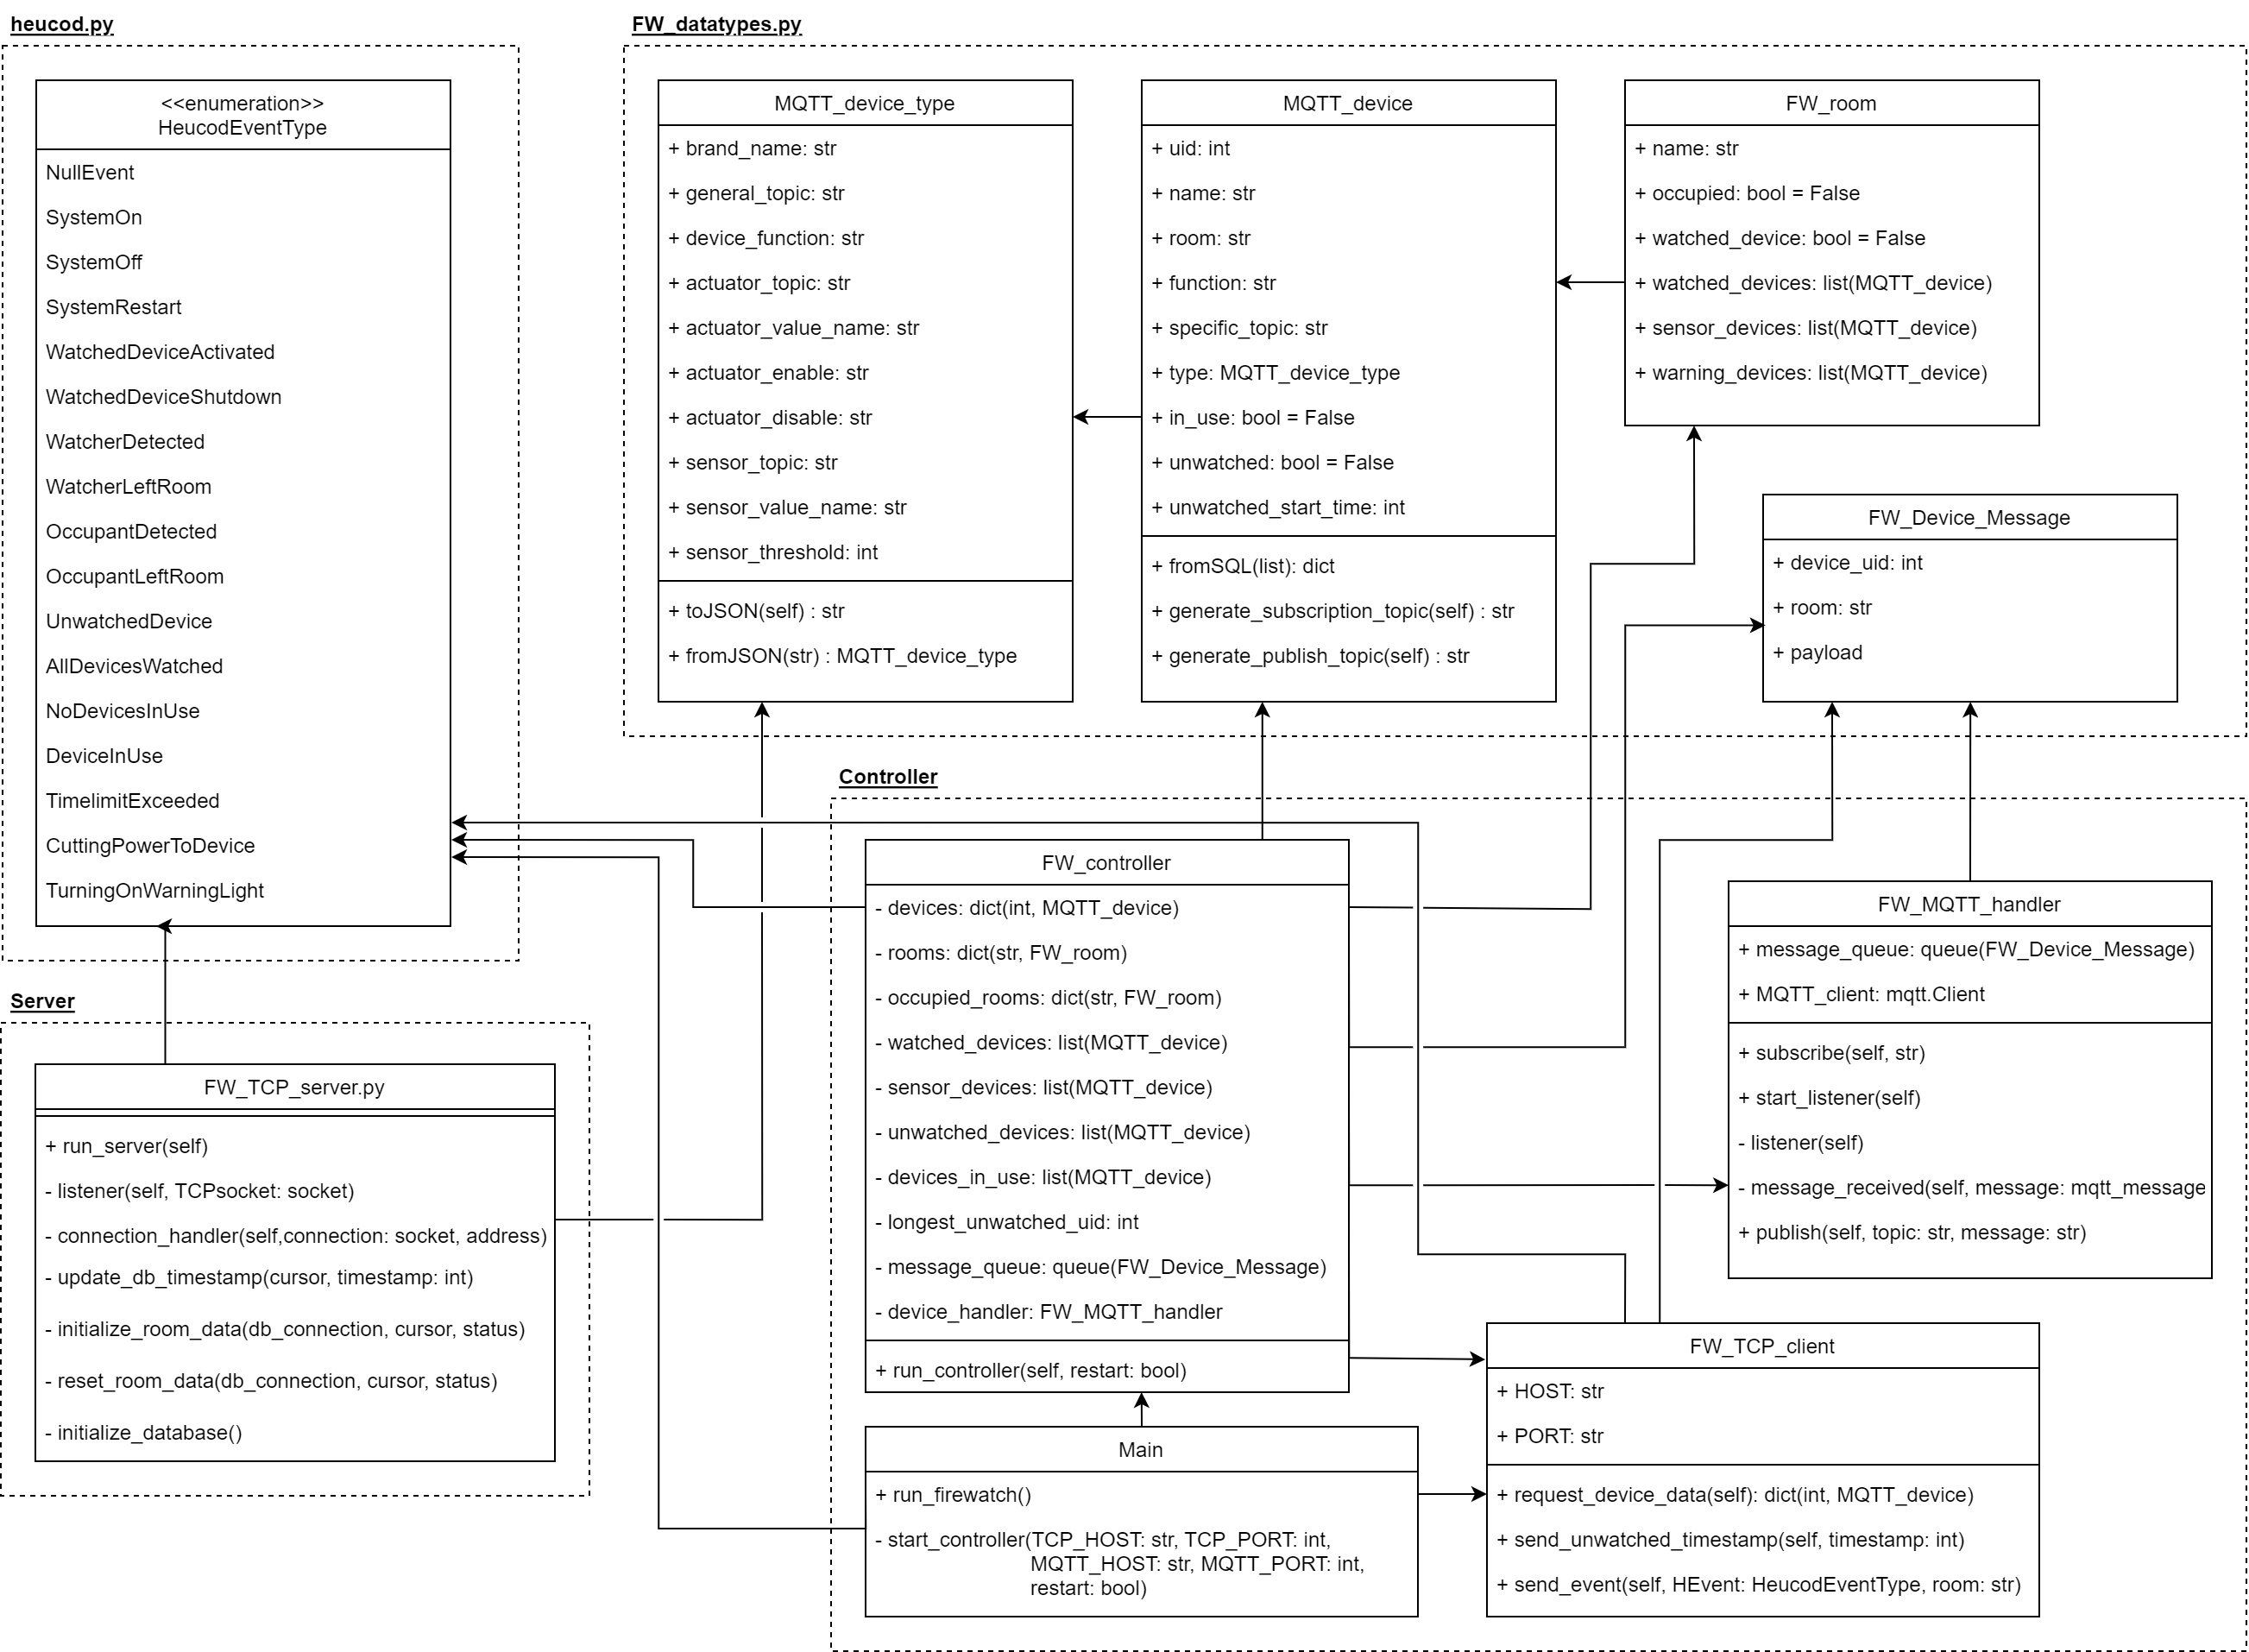 heucod.py
<<enumeration>>
HeucodEventType
NullEvent
SystemOn
SystemOff
SystemRestart
WatchedDeviceActivated
WatchedDeviceShutdown
WatcherDetected
WatcherLeftRoom
OccupantDetected
OccupantLeftRoom
UnwatchedDevice
AllDevicesWatched
NoDevicesInUse
DeviceInUse
TimelimitExceeded
CuttingPowerToDevice
TurningOnWarningLight
FW_datatypes.py
MQTT_device_type
+ brand_name: str
+ general_topic: str
+ device_function: str
+ actuator_topic: str
+ actuator_value_name: str
+ actuator_enable: str
+ actuator_disable: str
+ sensor_topic: str
+ sensor_value_name: str
+ sensor_threshold: int
+ toJSON(self) : str
+ fromJSON(str) : MQTT_device_type
MQTT_device
+ uid: int
+ name: str
+ room: str
+ function: str
+ specific_topic: str
+ type: MQTT_device_type
+ in_use: bool = False
+ unwatched: bool = False
+ unwatched_start_time: int
+ fromSQL(list): dict
+ generate_subscription_topic(self) : str
+ generate_publish_topic(self) : str
FW_room
+ name: str
+ occupied: bool = False
+ watched_device: bool = False
+ watched_devices: list(MQTT_device)
+ sensor_devices: list(MQTT_device)
+ warning_devices: list(MQTT_device)
FW_Device_Message
+ device_uid: int
+ room: str
+ payload
Server
FW_TCP_server.py
+ run_server(self)
- listener(self, TCPsocket: socket)
- connection_handler(self,connection: socket, address)
- update_db_timestamp(cursor, timestamp: int)
- initialize_room_data(db_connection, cursor, status)
- reset_room_data(db_connection, cursor, status)
- initialize_database()
Controller
FW_controller
- devices: dict(int, MQTT_device)
- rooms: dict(str, FW_room)
- occupied_rooms: dict(str, FW_room)
- watched_devices: list(MQTT_device)
- sensor_devices: list(MQTT_device)
- unwatched_devices: list(MQTT_device)
- devices_in_use: list(MQTT_device)
- longest_unwatched_uid: int
- message_queue: queue(FW_Device_Message)
- device_handler: FW_MQTT_handler
+ run_controller(self, restart: bool)
Main
+ run_firewatch()
- start_controller(TCP_HOST: str, TCP_PORT: int,
MQTT_HOST: str, MQTT_PORT: int,
restart: bool)
FW_MQTT_handler
+ message_queue: queue(FW_Device_Message)
+ MQTT_client: mqtt.Client
+ subscribe(self, str)
+ start_listener(self)
- listener(self)
- message_received(self, message: mqtt_message
+ publish(self, topic: str, message: str)
FW_TCP_client
+ HOST: str
+ PORT: str
+ request_device_data(self): dict(int, MQTT_device)
+ send_unwatched_timestamp(self, timestamp: int)
+ send_event(self, HEvent: HeucodEventType, room: str)